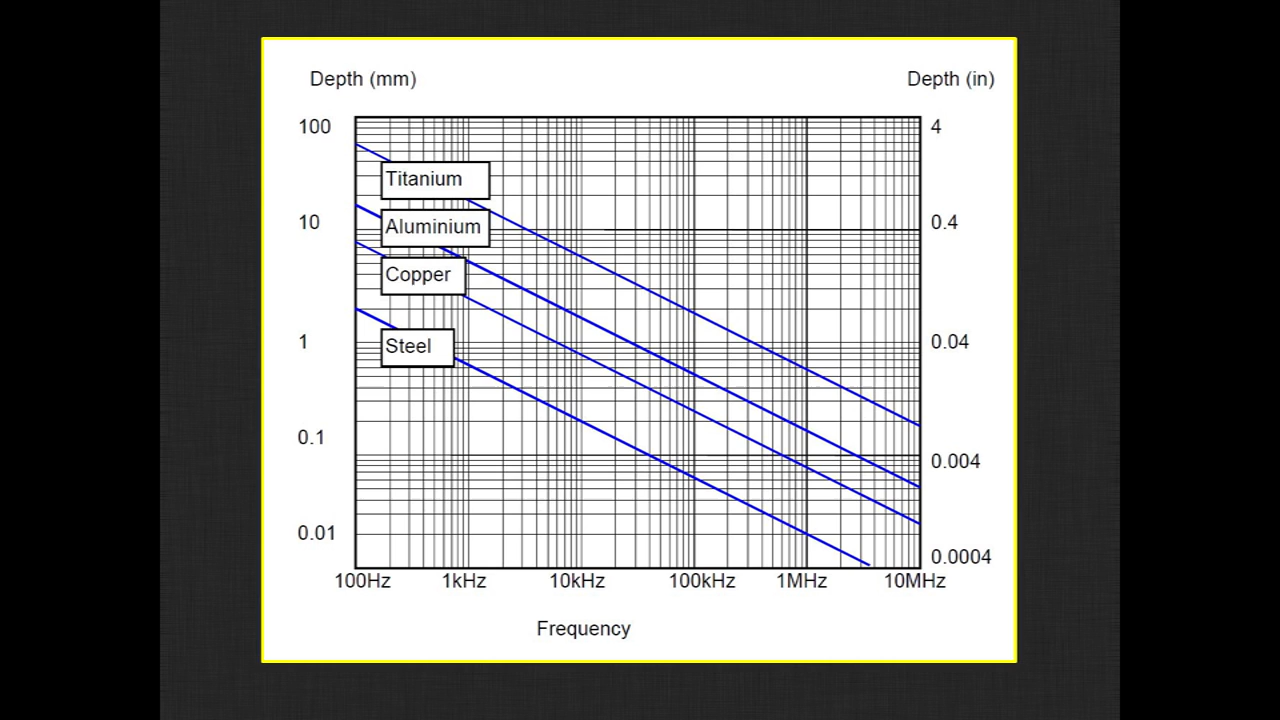 Depth (mm)
Depth (in)
100
4
Titanium
10
Aluminium
0.4
Copper
1
Steel
0.04
0.1
0.004
0.01
0.0004
100Hz 1kHz 10kHz 100kHz 1MHz 10MHz
Frequency